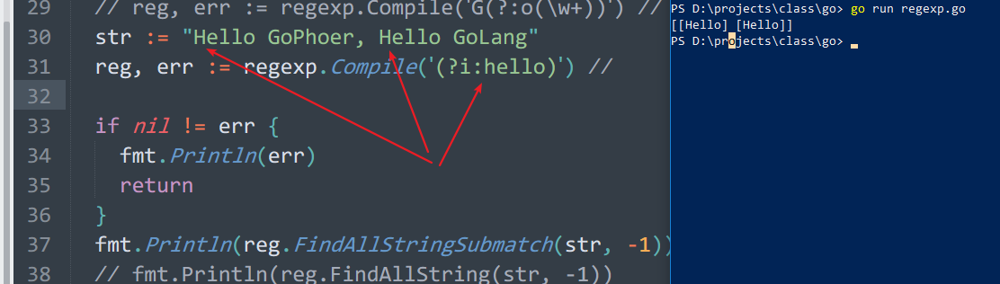 29 // reg, err := regexp.Compile('G(?:o(\w+))') //
30 str := "Hello GoPhoer, Hello GoLang"
31 reg, err := regexp.Compile('(?i:hello)') //
32
33 if nil != err {
34 fmt.Println(err)
35 return
36 }
37 fmt.Println(reg.FindAllStringSubmatch(str, -1))
38 // fmt.Println(reg.FindAllString(str, -1))
PS D:\projects\class\go> go run regexp.go
[[Hello] [Hello]]
PS D:\projects\class\go>